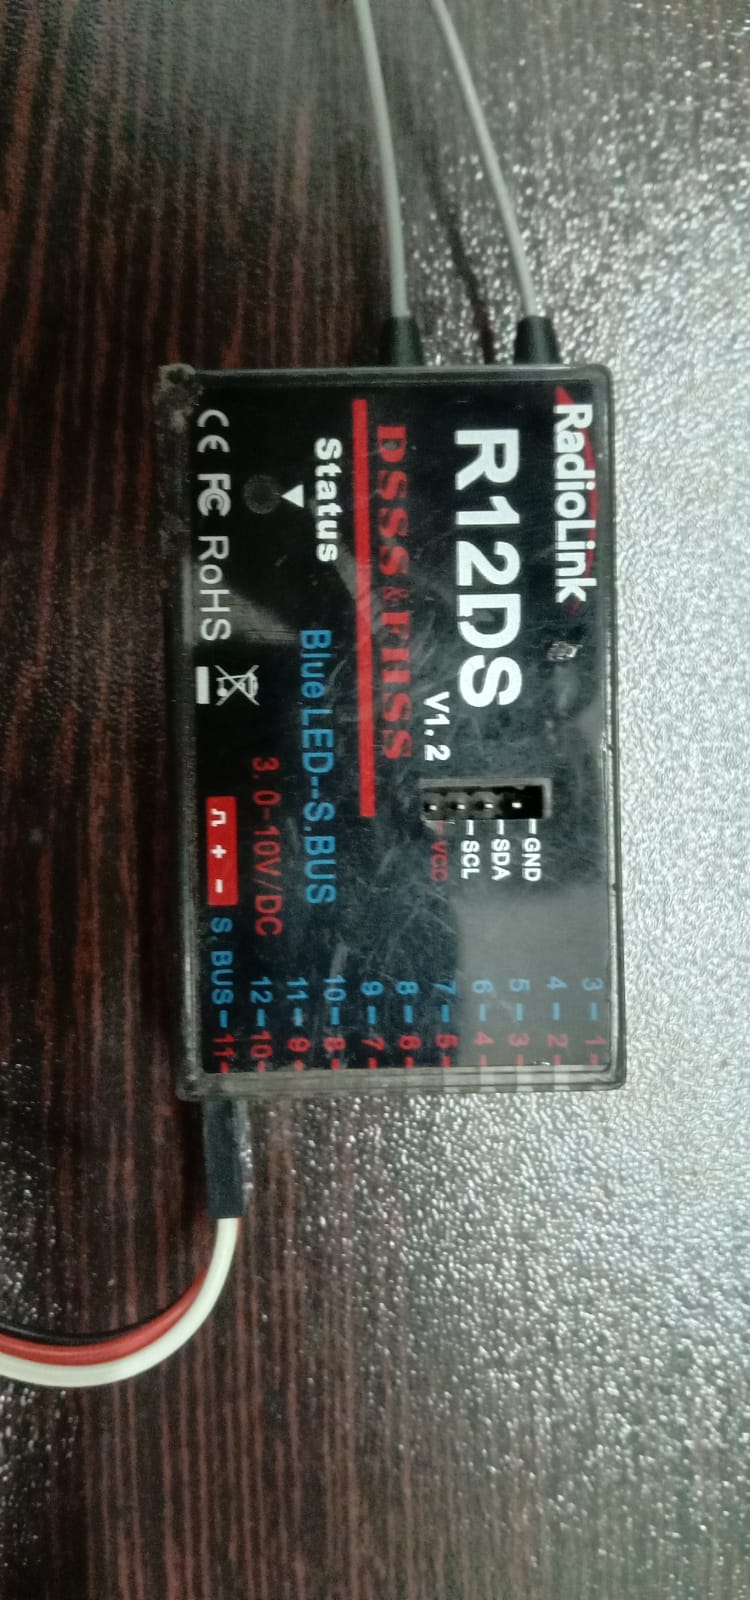 RadioLink
R12DS
V1.2
DSSS & FHSS
GND
SDA
SCL
VCC
Status
Blue LED--S.BUS
3.0-10V/DC
CE FC RoHS
+ -
3 1
4 2
5 3
6 4
7 5
8 6
9 7
10 8
11 9
12 10
S.BUS 11